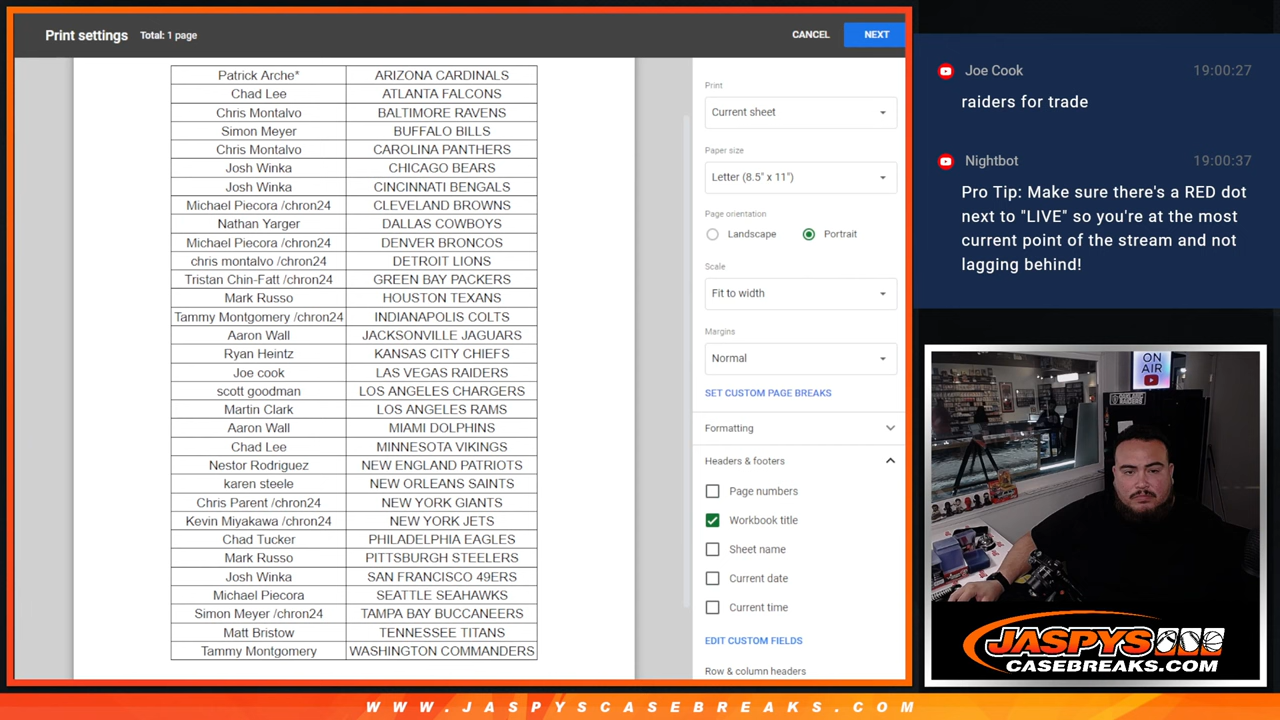 Print settings Total: 1 page CANCEL NEXT
Patrick Arche* ARIZONA CARDINALS
Chad Lee ATLANTA FALCONS
Chris Montalvo BALTIMORE RAVENS
Simon Meyer BUFFALO BILLS
Chris Montalvo CAROLINA PANTHERS
Josh Winka CHICAGO BEARS
Josh Winka CINCINNATI BENGALS
Michael Piecora /chron24 CLEVELAND BROWNS
Nathan Yarger DALLAS COWBOYS
Michael Piecora /chron24 DENVER BRONCOS
chris montalvo /chron24 DETROIT LIONS
Tristan Chin-Fatt /chron24 GREEN BAY PACKERS
Mark Russo HOUSTON TEXANS
Tammy Montgomery /chron24 INDIANAPOLIS COLTS
Aaron Wall JACKSONVILLE JAGUARS
Ryan Heintz KANSAS CITY CHIEFS
Joe cook LAS VEGAS RAIDERS
scott goodman LOS ANGELES CHARGERS
Martin Clark LOS ANGELES RAMS
Aaron Wall MIAMI DOLPHINS
Chad Lee MINNESOTA VIKINGS
Nestor Rodriguez NEW ENGLAND PATRIOTS
karen steele NEW ORLEANS SAINTS
Chris Parent /chron24 NEW YORK GIANTS
Kevin Miyakawa /chron24 NEW YORK JETS
Chad Tucker PHILADELPHIA EAGLES
Mark Russo PITTSBURGH STEELERS
Josh Winka SAN FRANCISCO 49ERS
Michael Piecora SEATTLE SEAHAWKS
Simon Meyer /chron24 TAMPA BAY BUCCANEERS
Matt Bristow TENNESSEE TITANS
Tammy Montgomery WASHINGTON COMMANDERS
Print
Current sheet
Paper size
Letter (8.5" x 11")
Page orientation
Landscape Portrait
Scale
Fit to width
Margins
Normal
SET CUSTOM PAGE BREAKS
Formatting
Headers & footers
Page numbers
Workbook title
Sheet name
Current date
Current time
EDIT CUSTOM FIELDS
Row & column headers
Joe Cook 19:00:27
raiders for trade
Nightbot 19:00:37
Pro Tip: Make sure there's a RED dot
next to "LIVE" so you're at the most
current point of the stream and not
lagging behind!
ON
AIR
JASPYS
CASEBREAKS.COM
WWW.JASPYSCASEBREAKS.COM